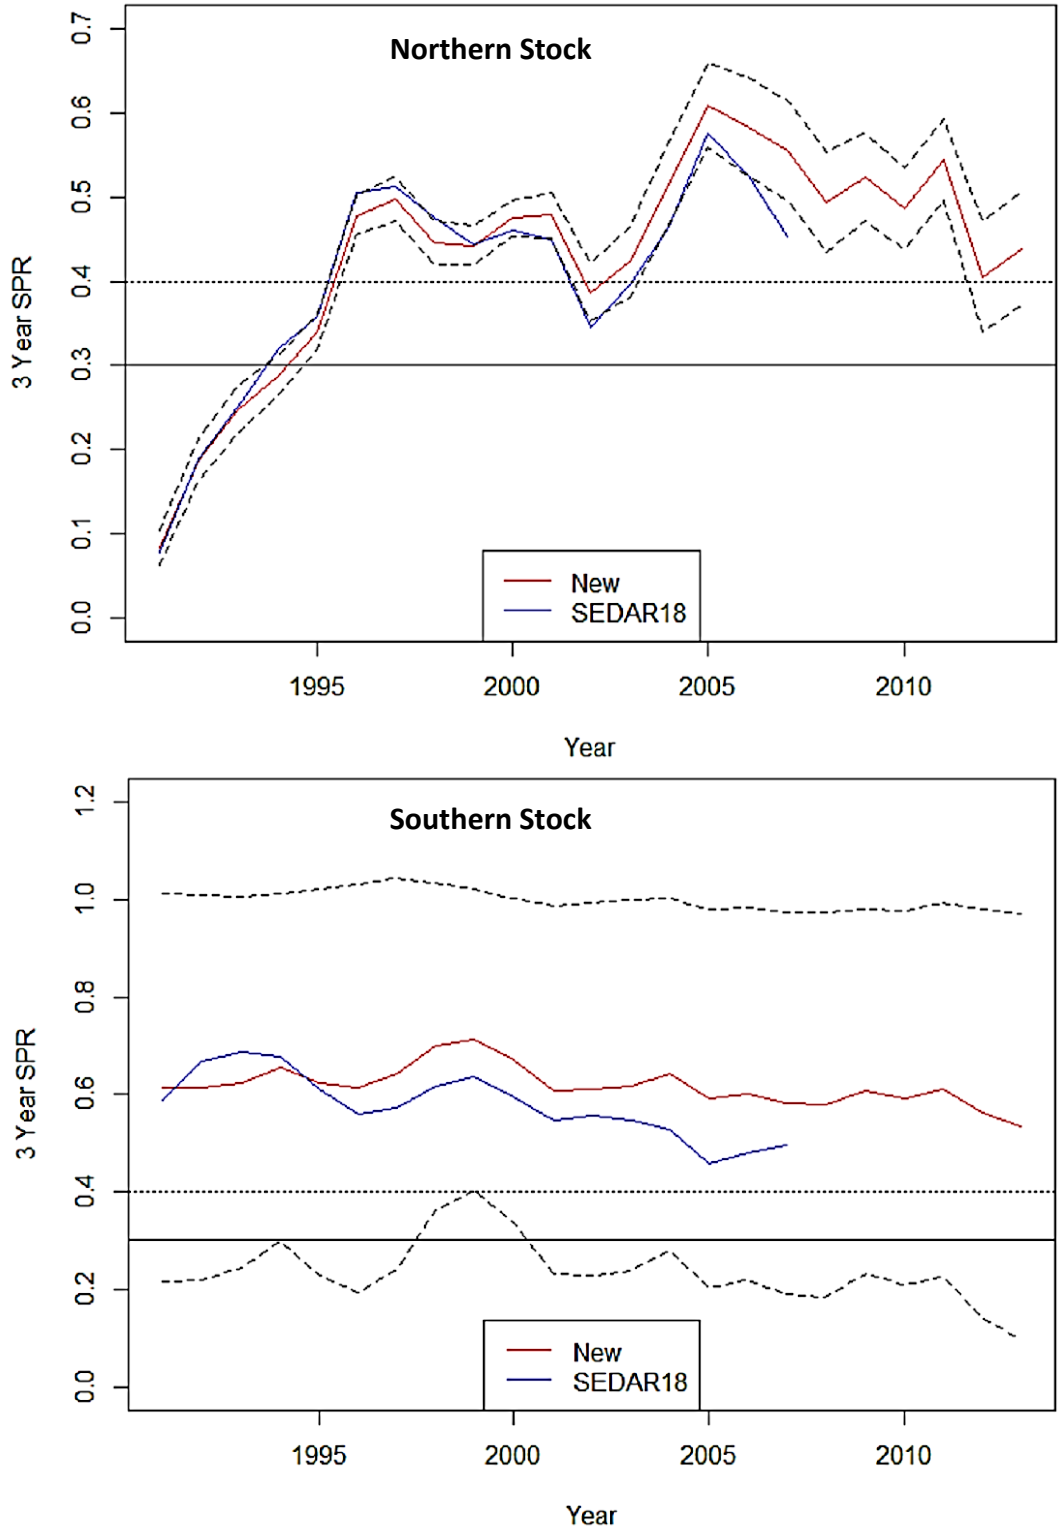 Northern Stock
3 Year SPR
0.7
0.6
0.5
0.4
0.3
0.2
0.1
0.0
New
SEDAR18
1995 2000 2005 2010
Year
Southern Stock
3 Year SPR
1.2
1.0
0.8
0.6
0.4
0.2
0.0
New
SEDAR18
1995 2000 2005 2010
Year